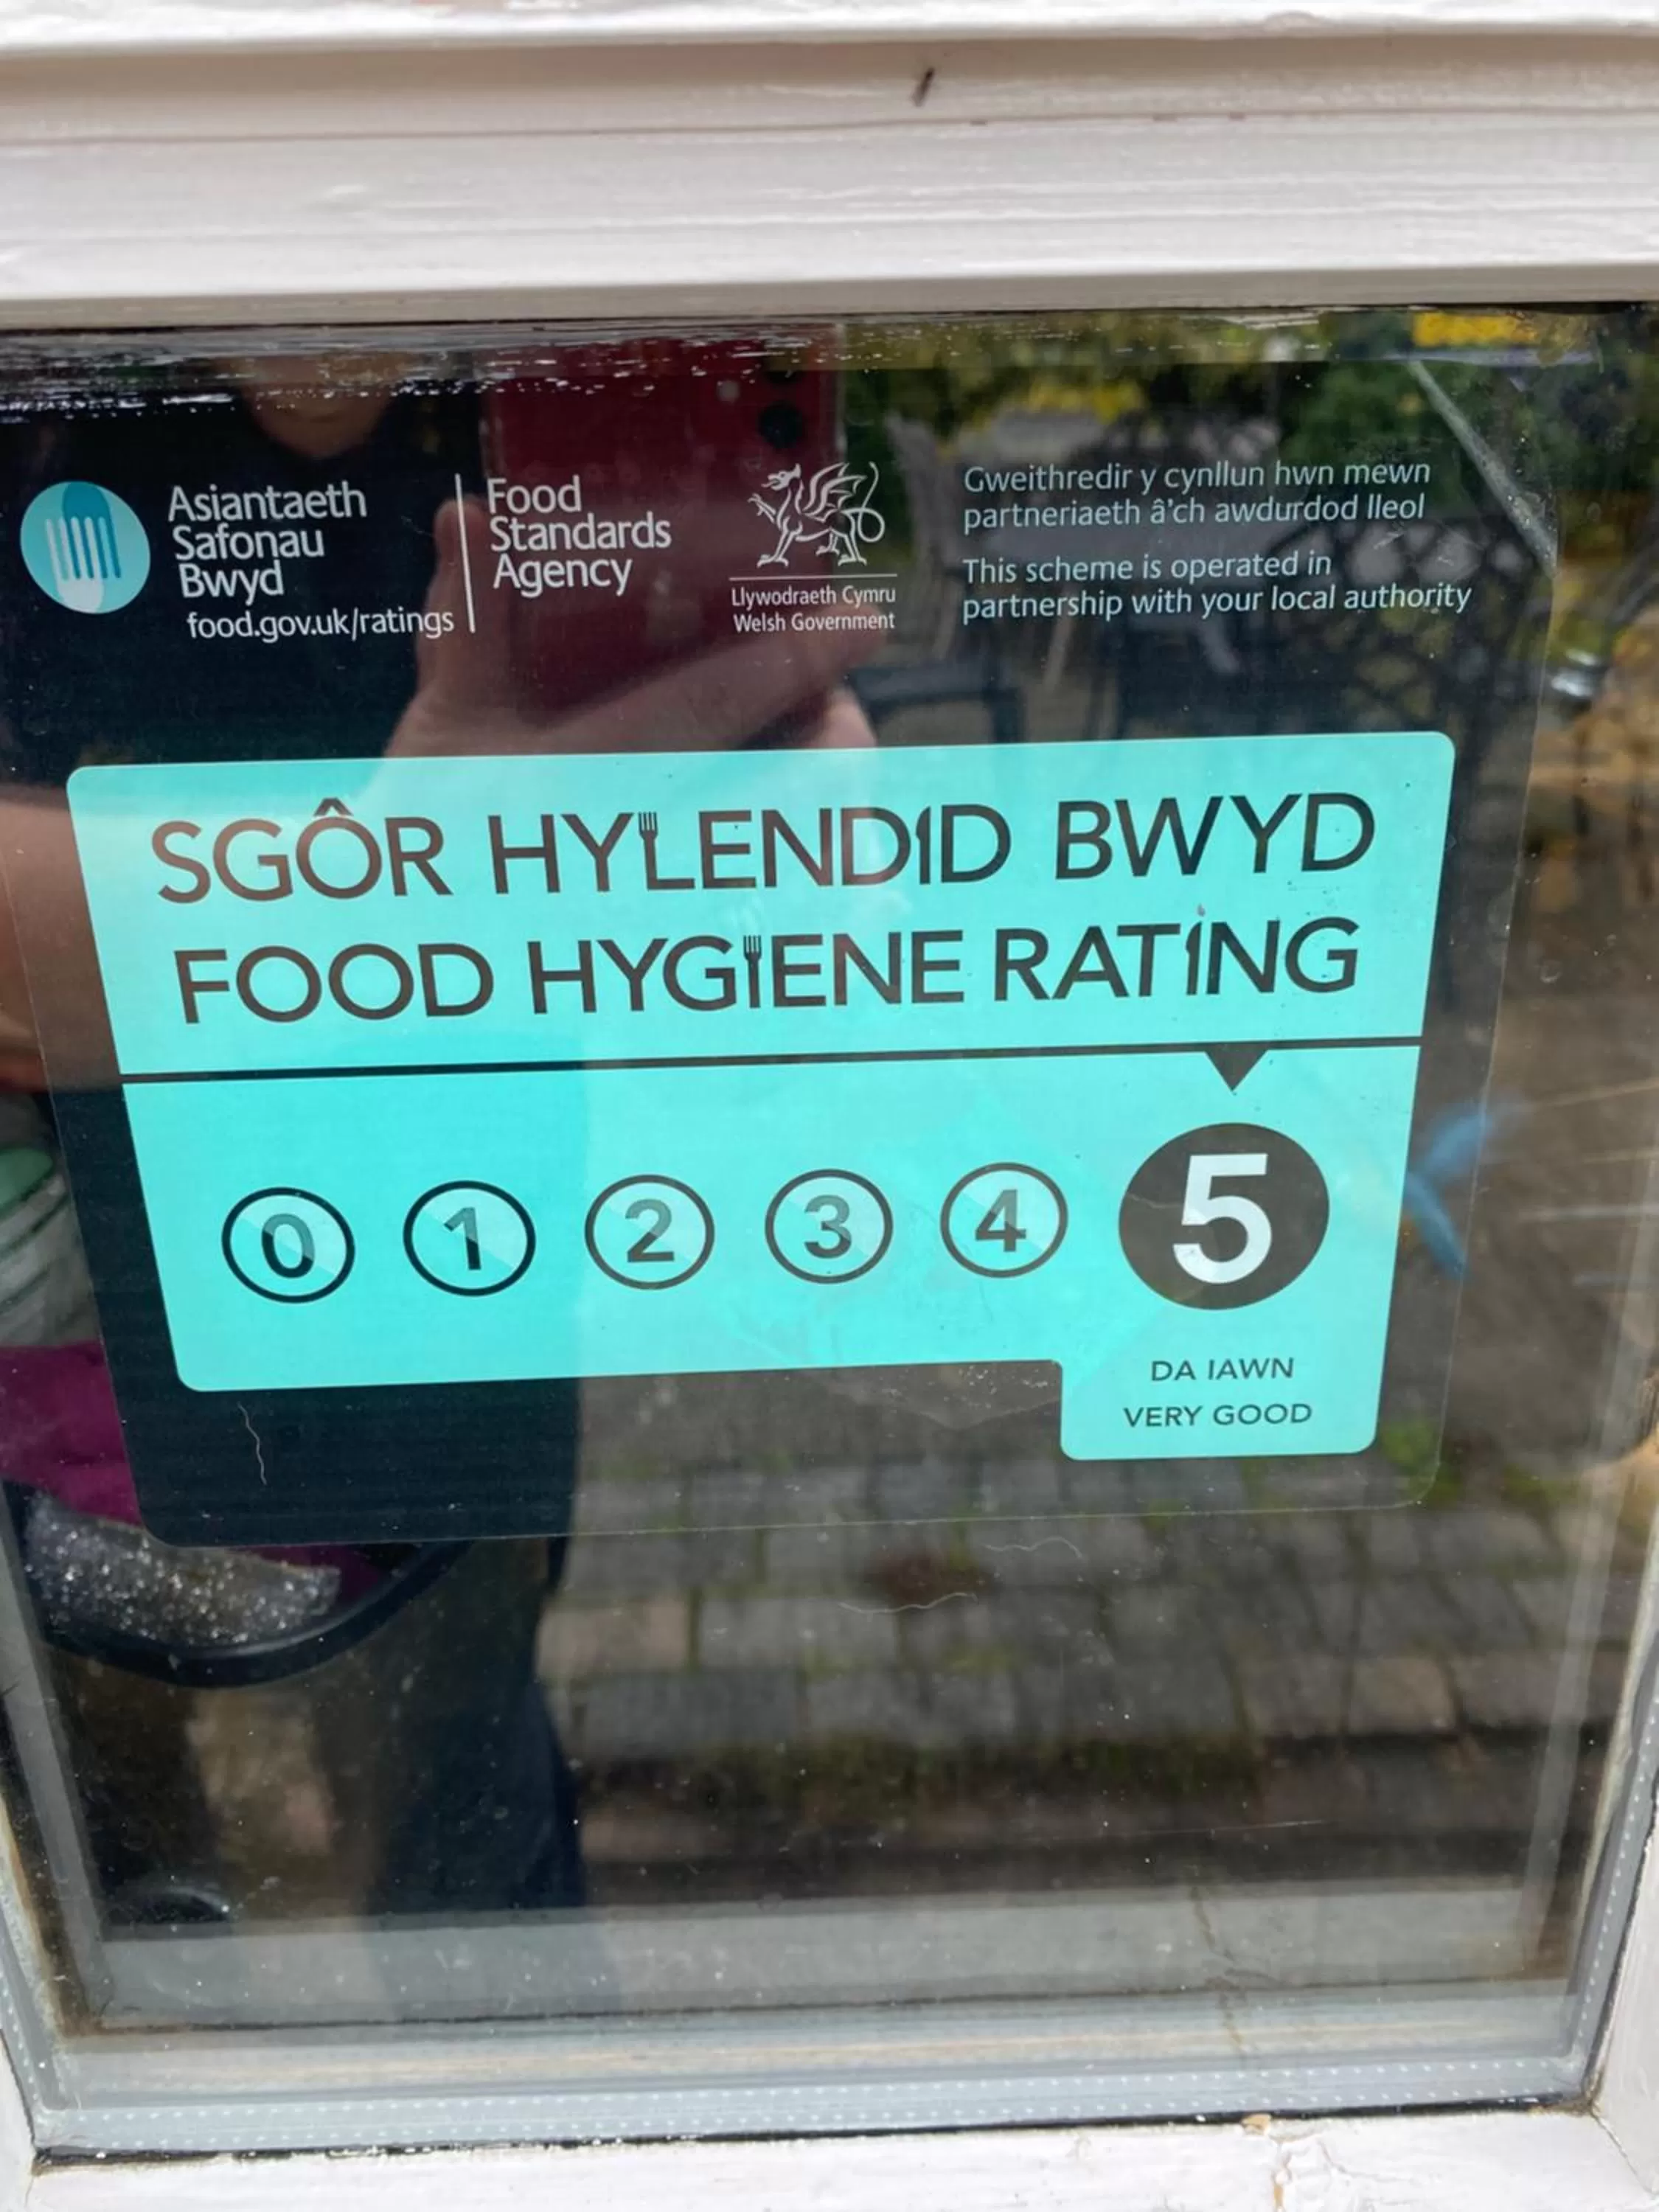 Asiantaeth
Safonau
Bwyd
food.gov.uk/ratings
Food
Standards
Agency
Llywodraeth Cymru
Welsh Government
Gweithredir y cynllun hwn mewn
partneriaeth â'ch awdurdod lleol
This scheme is operated in
partnership with your local authority
SGÔR HYLENDID BWYD
FOOD HYGIENE RATING
0 1 2 3 4 5
DA IAWN
VERY GOOD